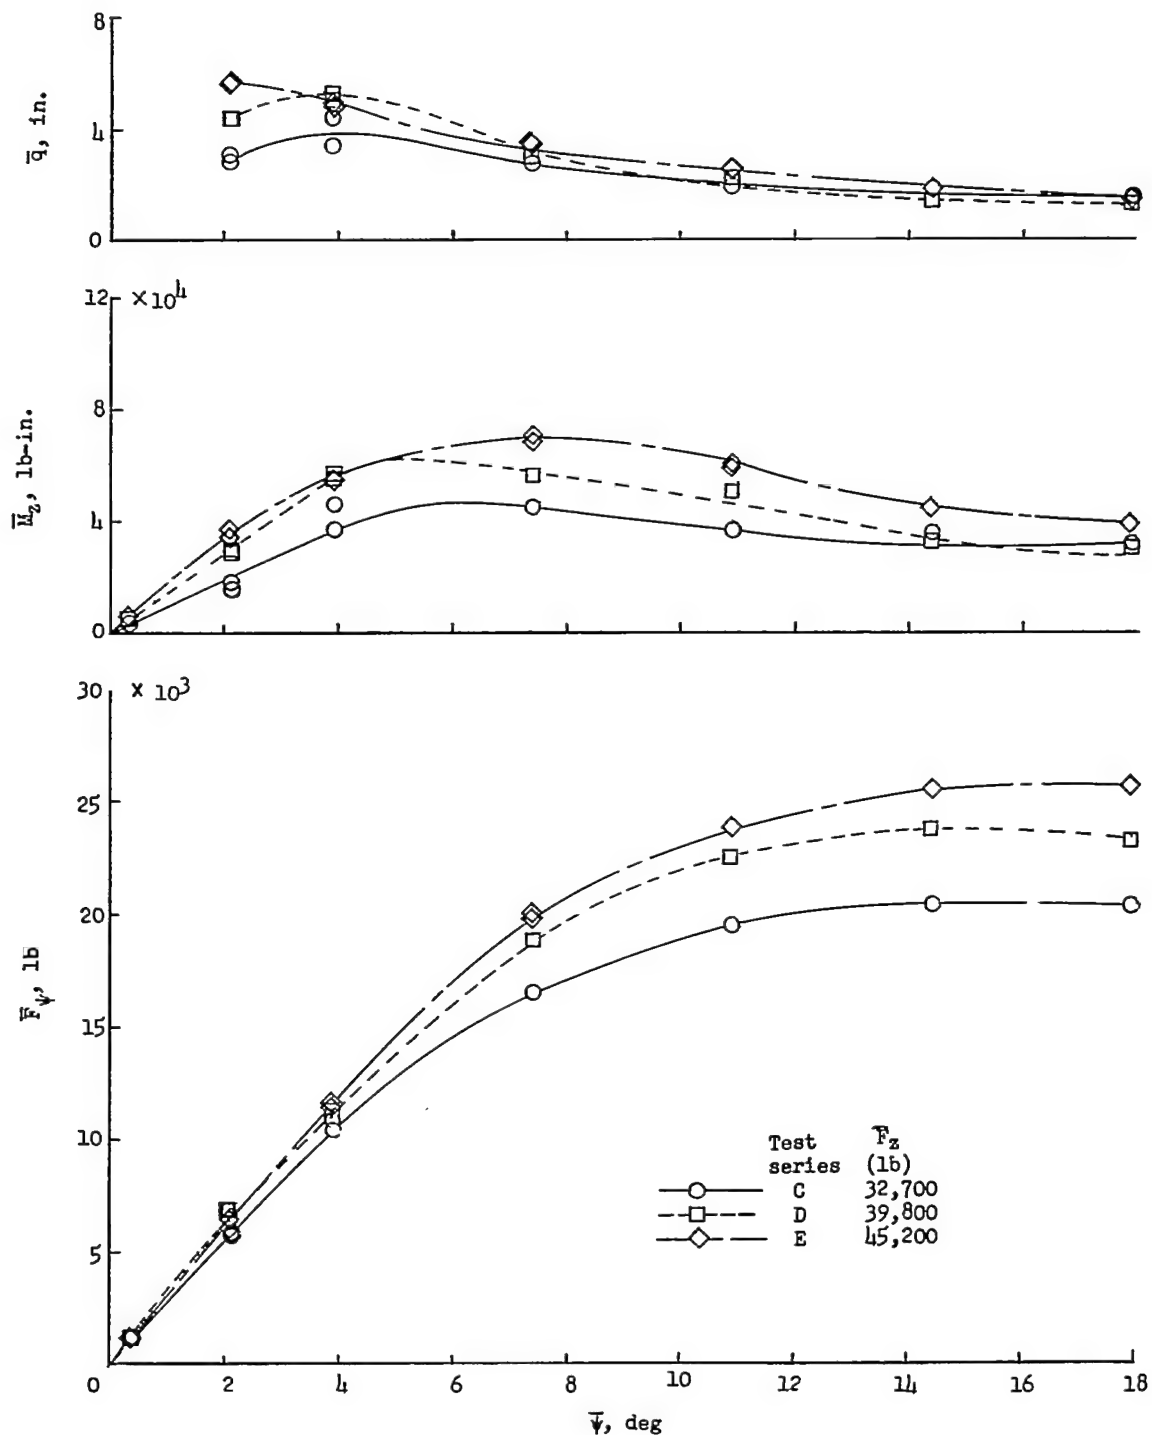 8
4
0
q̅, in.
12 × 10⁴
8
4
0
M̅z, lb-in.
30 × 10³
25
20
15
10
5
F̅ψ, lb
Test F̅z
series (lb)
C 32,700
D 39,800
E 45,200
0 2 4 6 8 10 12 14 16 18
ψ̅, deg